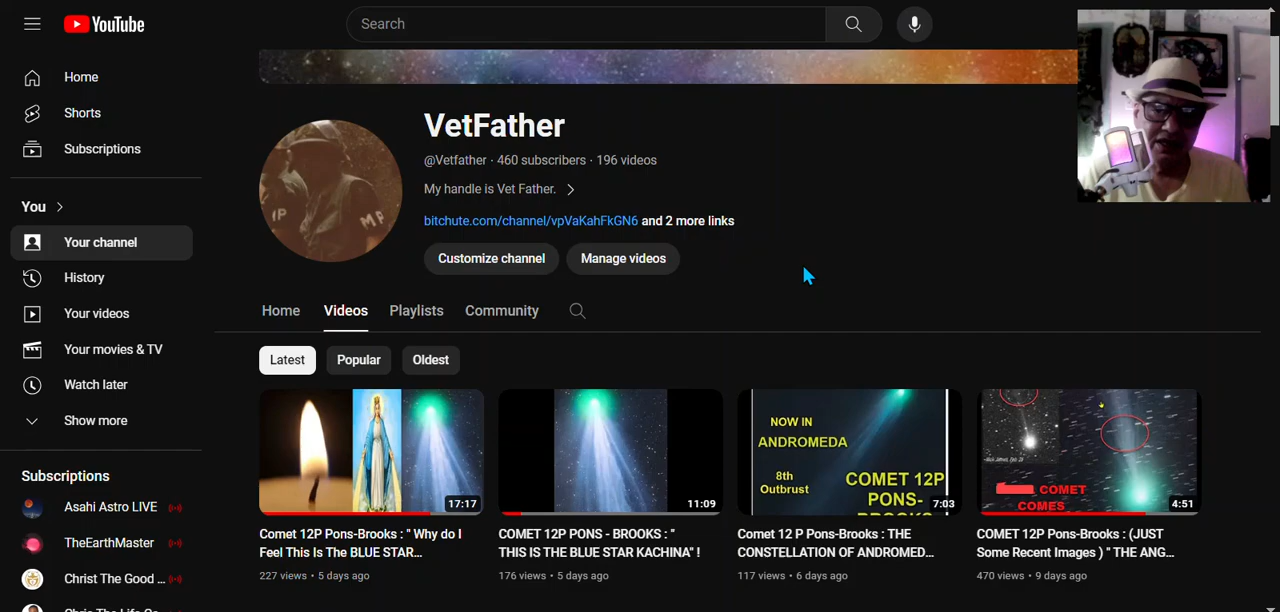 YouTube
Search
Home
Shorts
Subscriptions
You
Your channel
History
Your videos
Your movies & TV
Watch later
Show more
Subscriptions
Asahi Astro LIVE
TheEarthMaster
Christ The Good ...
VetFather
@Vetfather · 460 subscribers · 196 videos
My handle is Vet Father.
bitchute.com/channel/vpVaKahFkGN6 and 2 more links
Customize channel
Manage videos
Home
Videos
Playlists
Community
Latest
Popular
Oldest
17:17
Comet 12P Pons-Brooks : " Why do I
Feel This Is The BLUE STAR...
227 views · 5 days ago
11:09
COMET 12P PONS - BROOKS : "
THIS IS THE BLUE STAR KACHINA" !
176 views · 5 days ago
NOW IN
ANDROMEDA
8th
Outbrust
COMET 12P
PONS-
BROOKS
7:03
Comet 12 P Pons-Brooks : THE
CONSTELLATION OF ANDROMED...
117 views · 6 days ago
COMET
COMES
4:51
COMET 12P Pons-Brooks : (JUST
Some Recent Images ) " THE ANG...
470 views · 9 days ago
MP